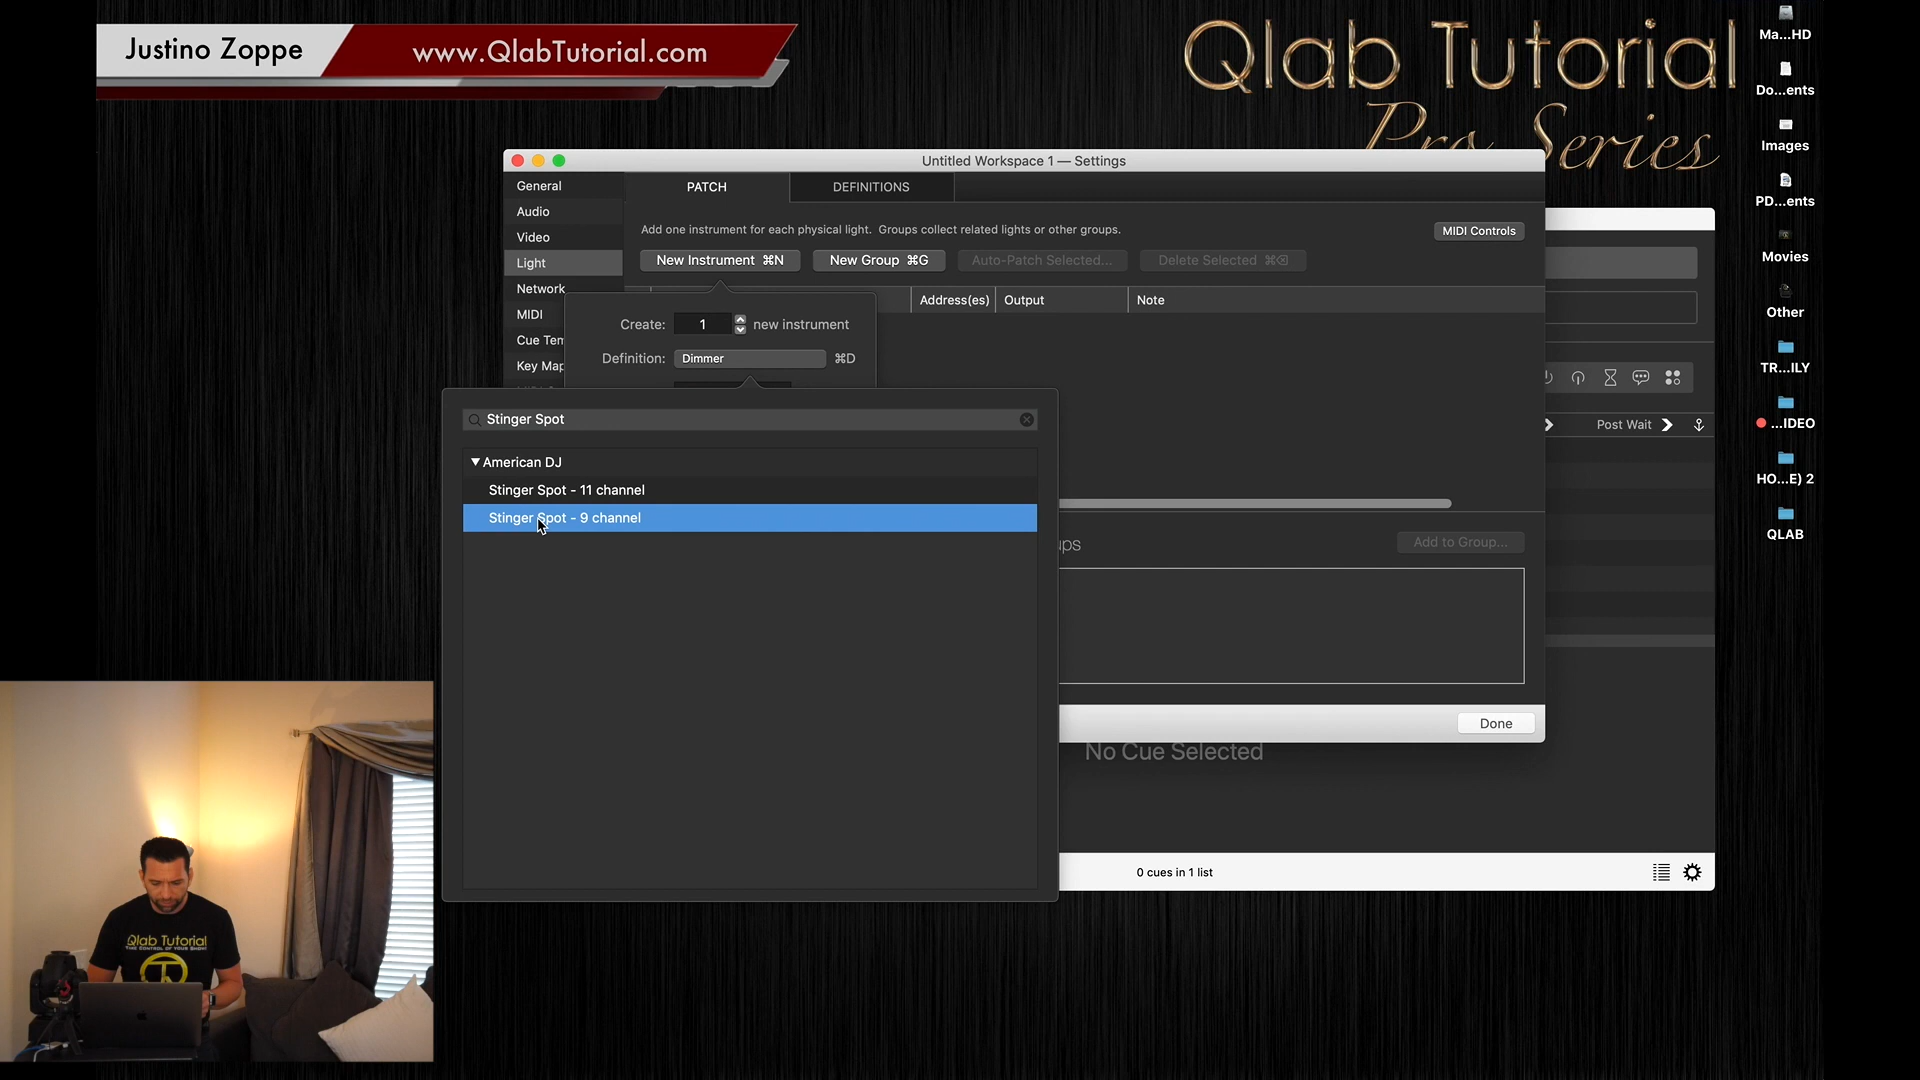 Justino Zoppe
www.QlabTutorial.com
Qlab Tutorial
Pro Series
Ma...HD
Do...ents
Images
PD...ents
Movies
Other
TR...ILY
...IDEO
HO...E) 2
QLAB
Untitled Workspace 1 — Settings
General
Audio
Video
Light
Network
MIDI
Cue Tem
Key Map
PATCH
DEFINITIONS
Add one instrument for each physical light. Groups collect related lights or other groups.
MIDI Controls
New Instrument ⌘N
New Group ⌘G
Auto-Patch Selected...
Delete Selected ⌘⌫
Address(es)
Output
Note
Create: 1 new instrument
Definition: Dimmer ⌘D
Stinger Spot
American DJ
Stinger Spot - 11 channel
Stinger Spot - 9 channel
ups
Add to Group...
Done
Post Wait
No Cue Selected
0 cues in 1 list
Qlab Tutorial